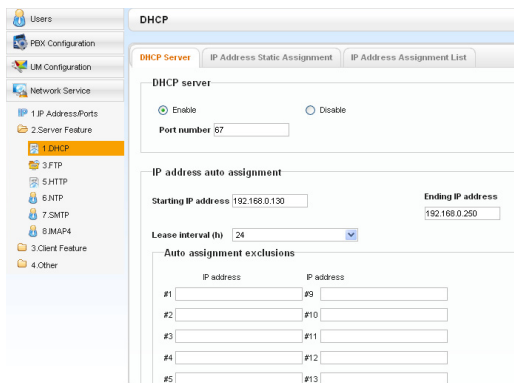 Users
PBX Configuration
UM Configuration
Network Service
IP 1.IP Address/Ports
2.Server Feature
1.DHCP
3.FTP
5.HTTP
6.NTP
7.SMTP
8.IMAP4
3.Client Feature
4.Other
DHCP
DHCP Server IP Address Static Assignment IP Address Assignment List
DHCP server
Enable Disable
Port number 67
IP address auto assignment
Starting IP address 192.168.0.130
Ending IP address
192.168.0.250
Lease interval (h) 24
Auto assignment exclusions
IP address IP address
#1 #9
#2 #10
#3 #11
#4 #12
#5 #13